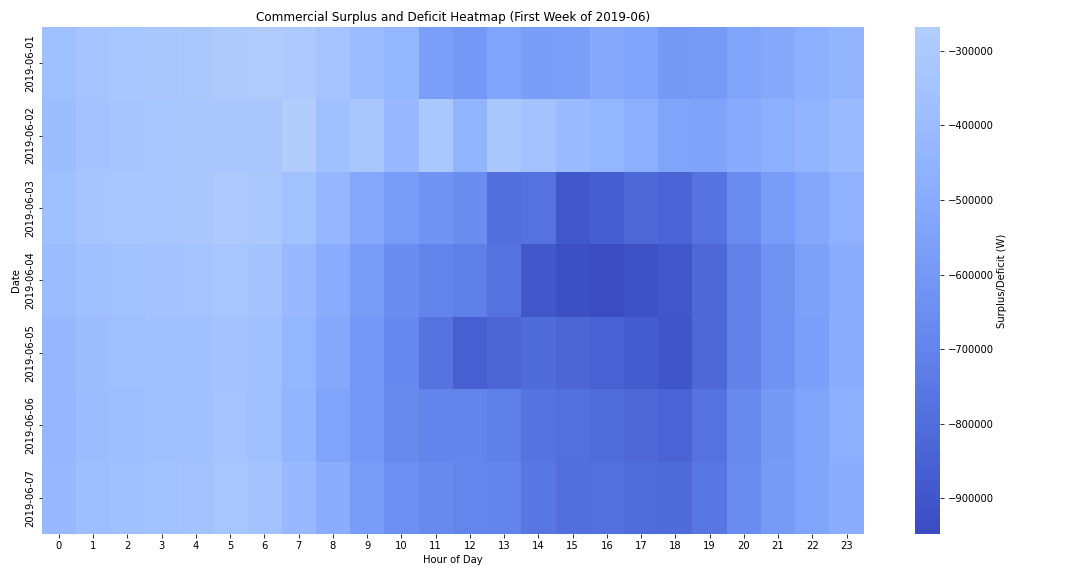 Commercial Surplus and Deficit Heatmap (First Week of 2019-06)
Date
2019-06-01
2019-06-02
2019-06-03
2019-06-04
2019-06-05
2019-06-06
2019-06-07
0 1 2 3 4 5 6 7 8 9 10 11 12 13 14 15 16 17 18 19 20 21 22 23
Hour of Day
−300000
−400000
−500000
−600000
−700000
−800000
−900000
Surplus/Deficit (W)